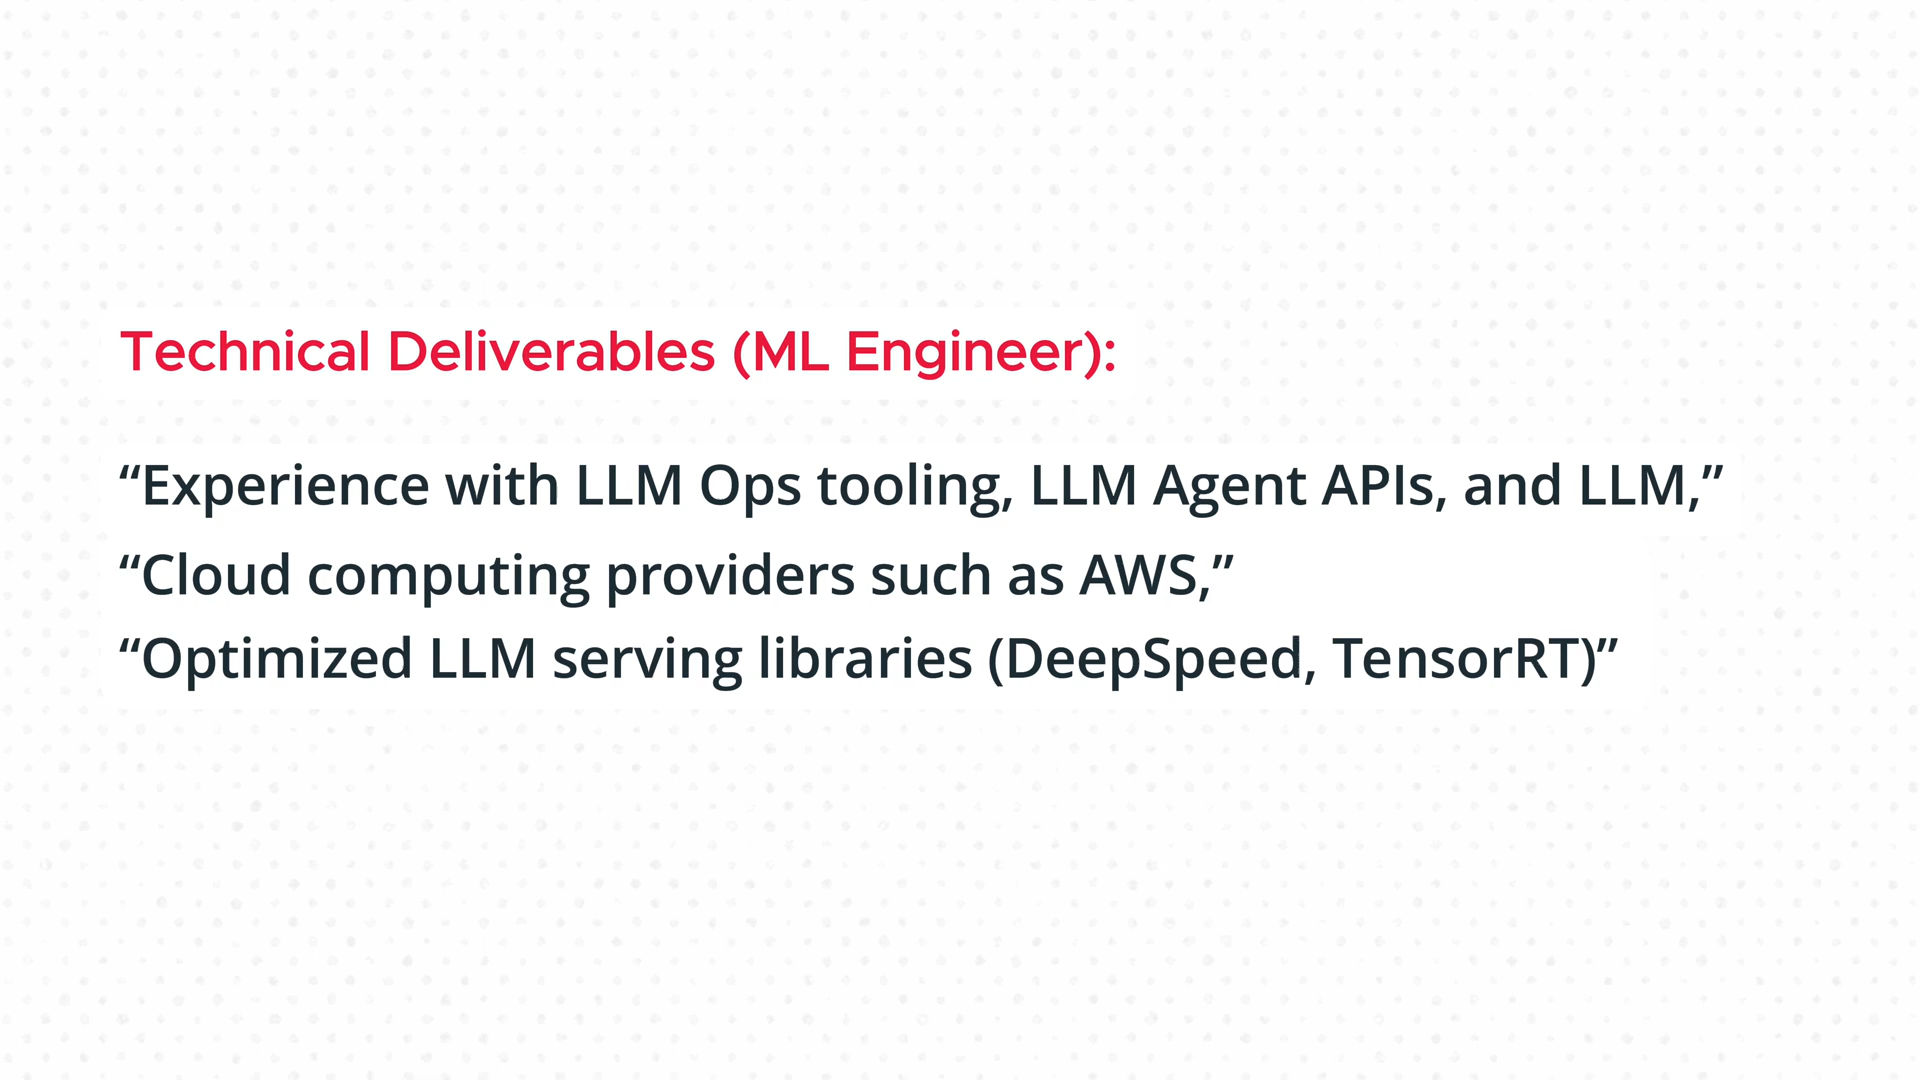 Technical Deliverables (ML Engineer):
“Experience with LLM Ops tooling, LLM Agent APIs, and LLM,”
“Cloud computing providers such as AWS,”
“Optimized LLM serving libraries (DeepSpeed, TensorRT)”